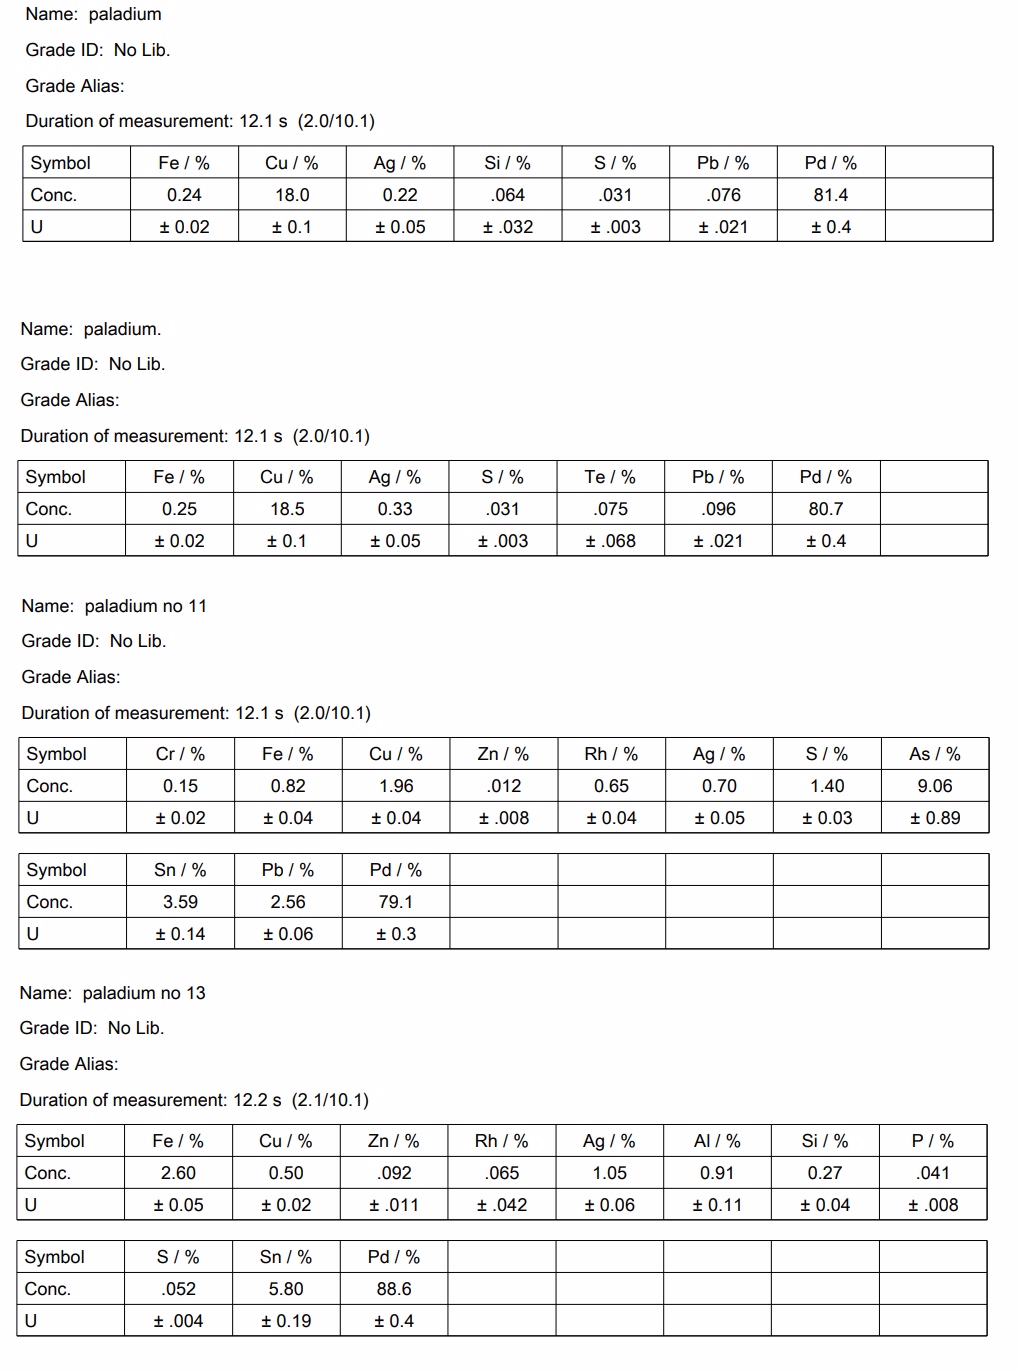 Name: paladium
Grade ID: No Lib.
Grade Alias:
Duration of measurement: 12.1 s (2.0/10.1)
Symbol Fe / % Cu / % Ag / % Si / % S / % Pb / % Pd / %
Conc. 0.24 18.0 0.22 .064 .031 .076 81.4
U ± 0.02 ± 0.1 ± 0.05 ± .032 ± .003 ± .021 ± 0.4
Name: paladium.
Grade ID: No Lib.
Grade Alias:
Duration of measurement: 12.1 s (2.0/10.1)
Symbol Fe / % Cu / % Ag / % S / % Te / % Pb / % Pd / %
Conc. 0.25 18.5 0.33 .031 .075 .096 80.7
U ± 0.02 ± 0.1 ± 0.05 ± .003 ± .068 ± .021 ± 0.4
Name: paladium no 11
Grade ID: No Lib.
Grade Alias:
Duration of measurement: 12.1 s (2.0/10.1)
Symbol Cr / % Fe / % Cu / % Zn / % Rh / % Ag / % S / % As / %
Conc. 0.15 0.82 1.96 .012 0.65 0.70 1.40 9.06
U ± 0.02 ± 0.04 ± 0.04 ± .008 ± 0.04 ± 0.05 ± 0.03 ± 0.89
Symbol Sn / % Pb / % Pd / %
Conc. 3.59 2.56 79.1
U ± 0.14 ± 0.06 ± 0.3
Name: paladium no 13
Grade ID: No Lib.
Grade Alias:
Duration of measurement: 12.2 s (2.1/10.1)
Symbol Fe / % Cu / % Zn / % Rh / % Ag / % Al / % Si / % P / %
Conc. 2.60 0.50 .092 .065 1.05 0.91 0.27 .041
U ± 0.05 ± 0.02 ± .011 ± .042 ± 0.06 ± 0.11 ± 0.04 ± .008
Symbol S / % Sn / % Pd / %
Conc. .052 5.80 88.6
U ± .004 ± 0.19 ± 0.4